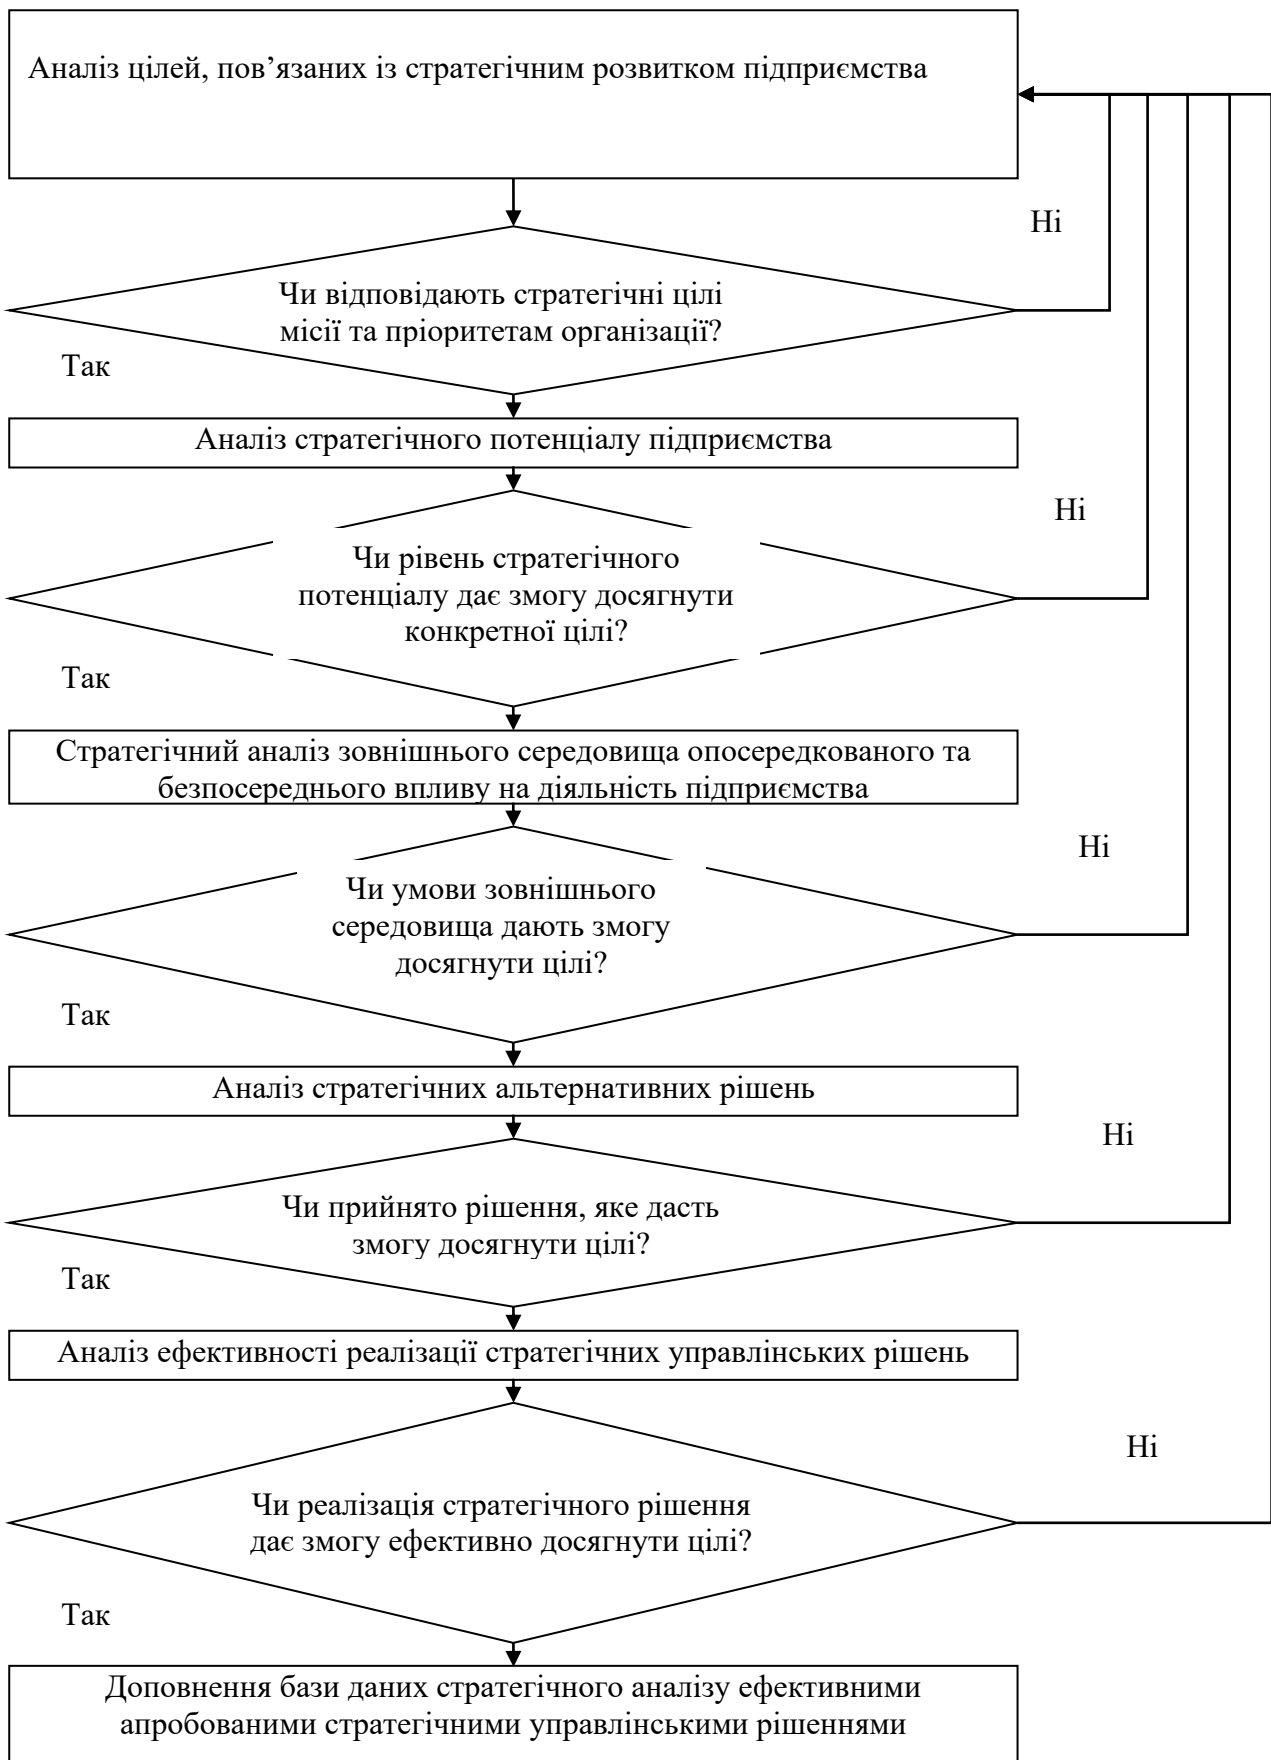 Аналіз цілей, пов’язаних із стратегічним розвитком підприємства
Ні
Чи відповідають стратегічні цілі
місії та пріоритетам організації?
Так
Аналіз стратегічного потенціалу підприємства
Ні
Чи рівень стратегічного
потенціалу дає змогу досягнути
конкретної цілі?
Так
Стратегічний аналіз зовнішнього середовища опосередкованого та
безпосереднього впливу на діяльність підприємства
Ні
Чи умови зовнішнього
середовища дають змогу
досягнути цілі?
Так
Аналіз стратегічних альтернативних рішень
Ні
Чи прийнято рішення, яке дасть
змогу досягнути цілі?
Так
Аналіз ефективності реалізації стратегічних управлінських рішень
Ні
Чи реалізація стратегічного рішення
дає змогу ефективно досягнути цілі?
Так
Доповнення бази даних стратегічного аналізу ефективними
апробованими стратегічними управлінськими рішеннями